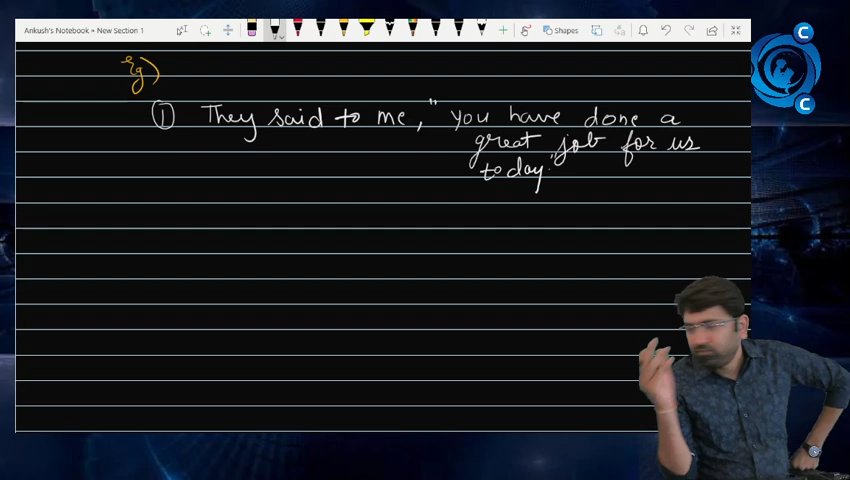 Ankush's Notebook » New Section 1
Shapes
Eg)
① They said to me, "you have done a
great job for us
today."
C
C